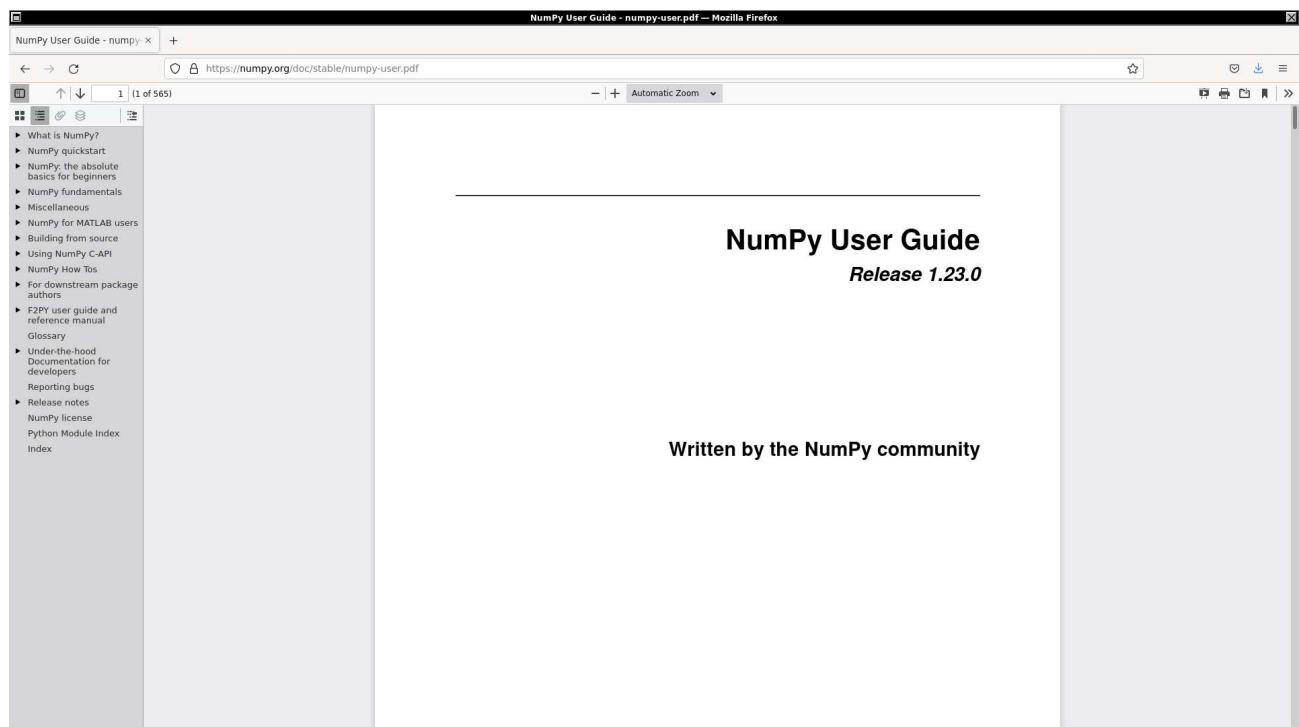 NumPy User Guide - numpy-user.pdf — Mozilla Firefox
NumPy User Guide - numpy-
https://numpy.org/doc/stable/numpy-user.pdf
1 (1 of 565)
Automatic Zoom
What is NumPy?
NumPy quickstart
NumPy: the absolute
basics for beginners
NumPy fundamentals
Miscellaneous
NumPy for MATLAB users
Building from source
Using NumPy C-API
NumPy How Tos
For downstream package
authors
F2PY user guide and
reference manual
Glossary
Under-the-hood
Documentation for
developers
Reporting bugs
Release notes
NumPy license
Python Module Index
Index
NumPy User Guide
Release 1.23.0
Written by the NumPy community